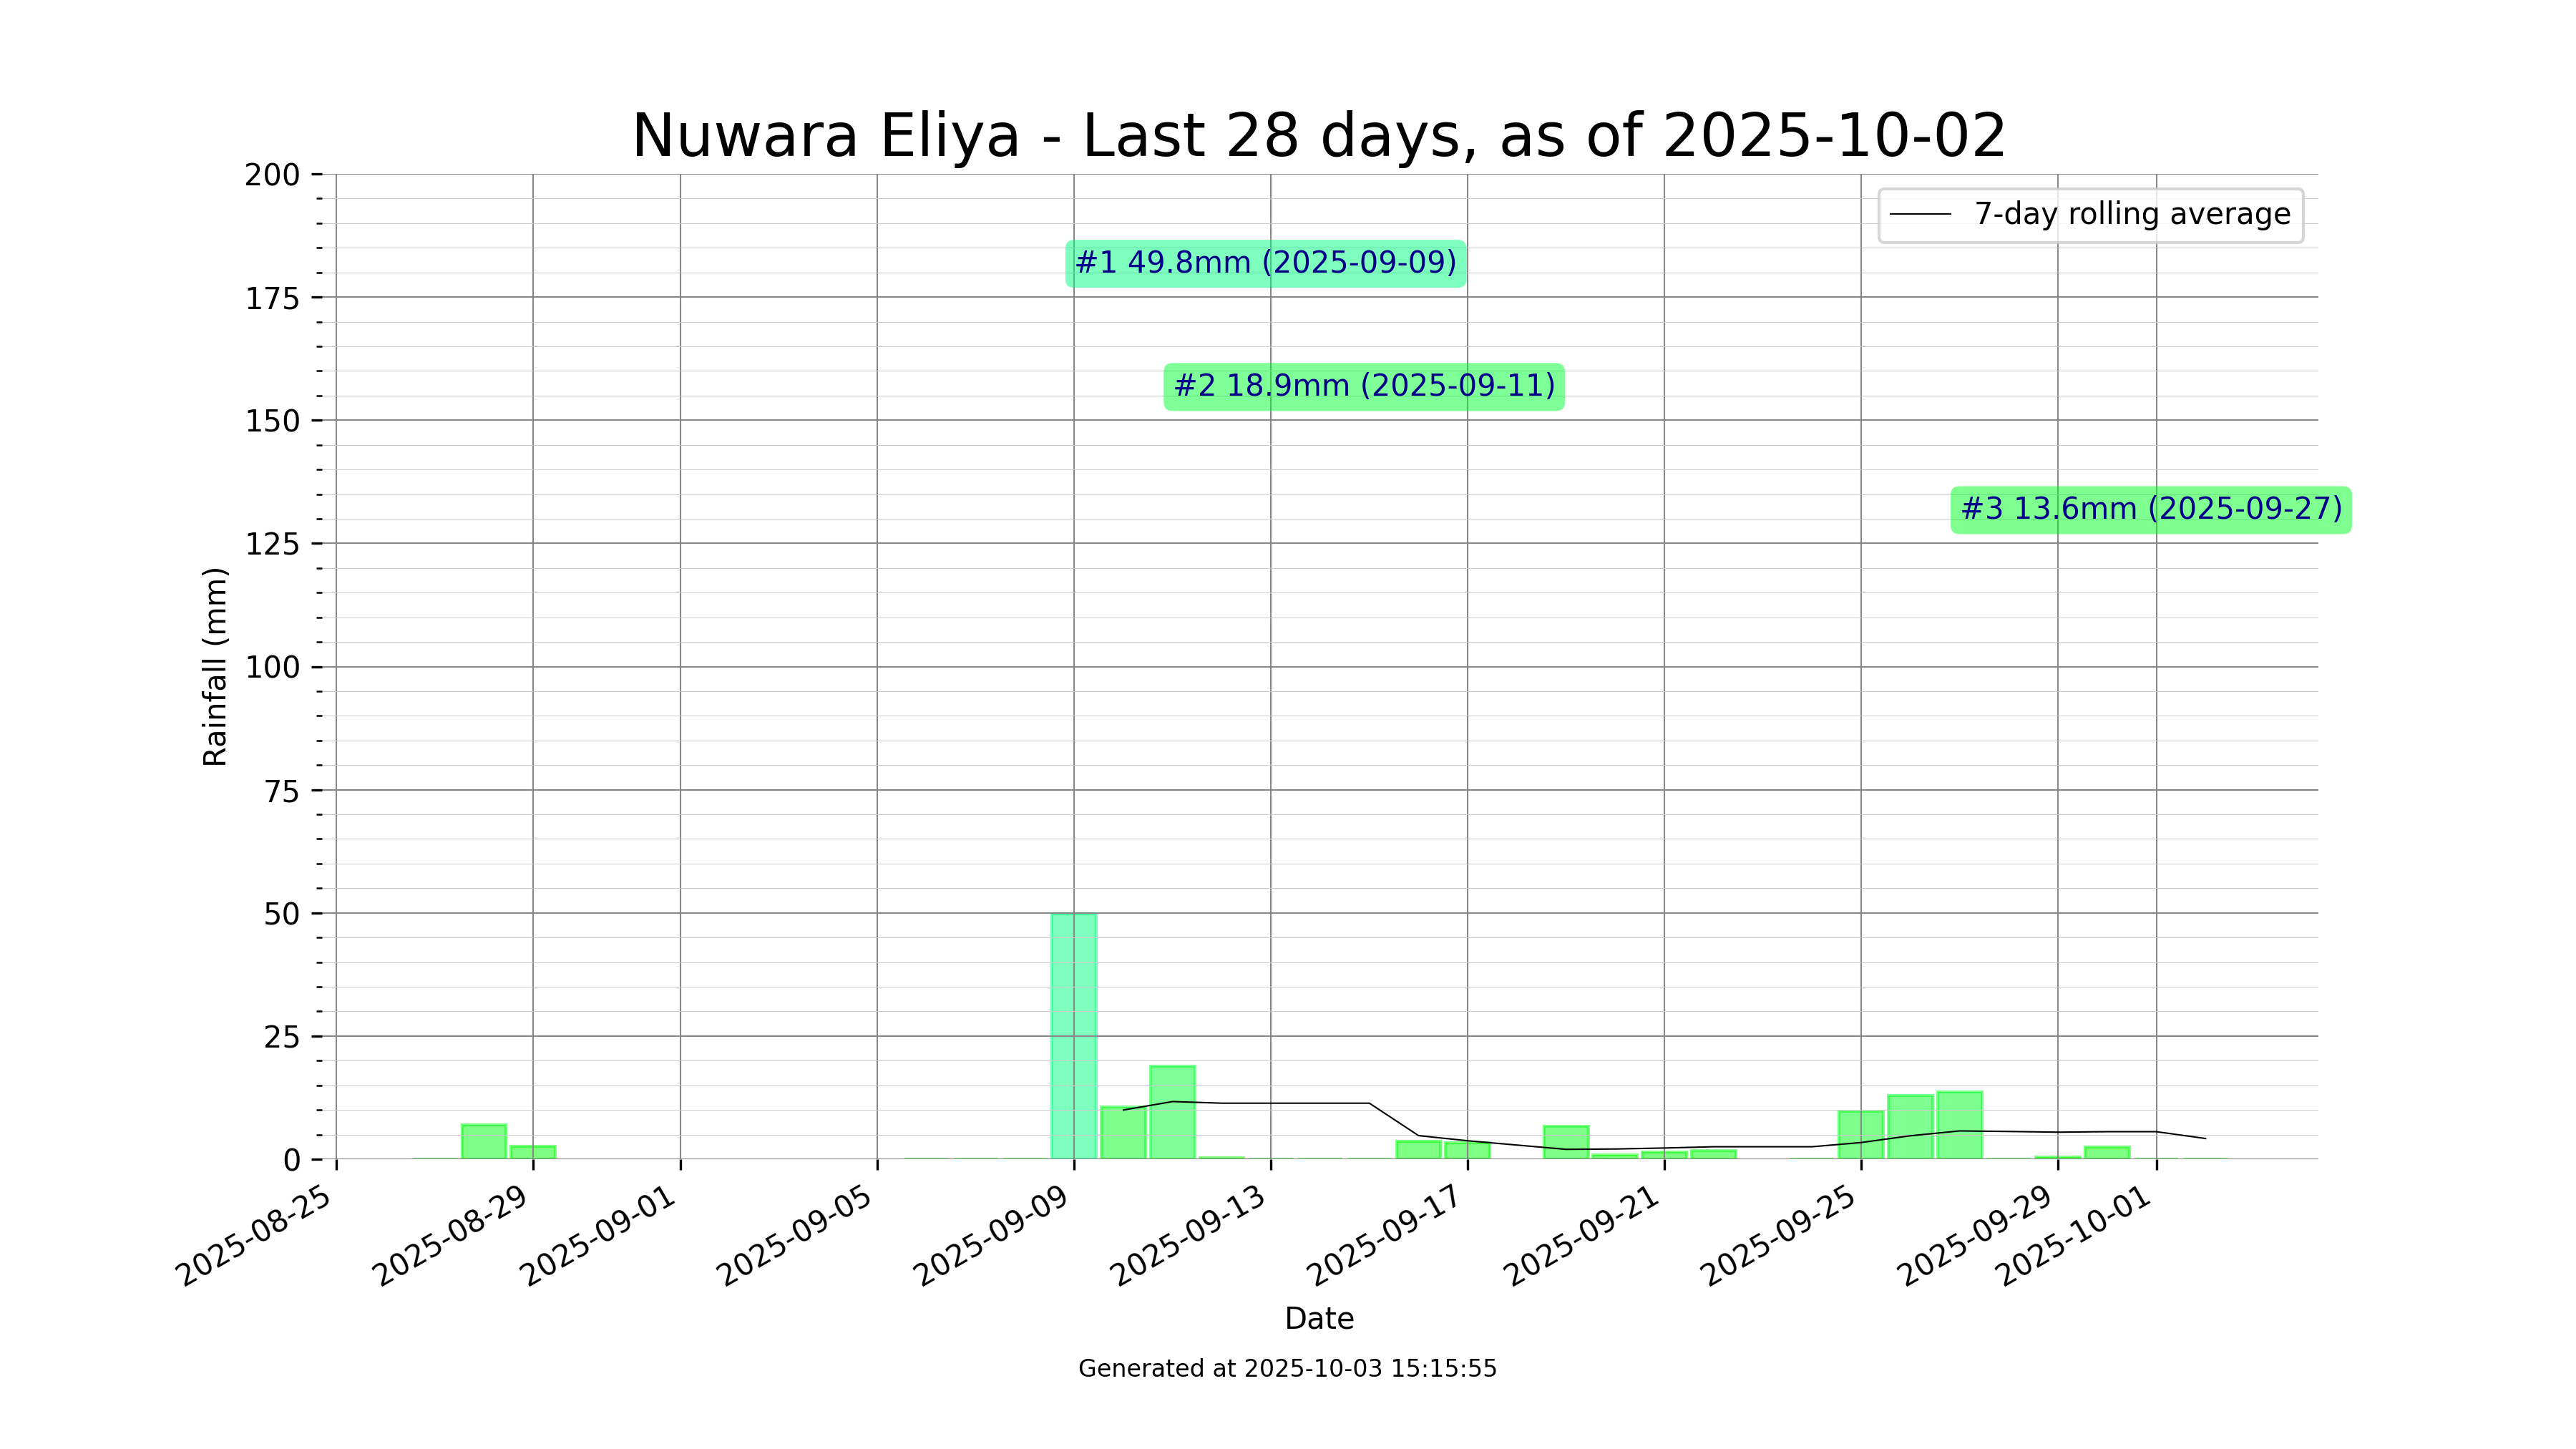 Nuwara Eliya - Last 28 days, as of 2025-10-02
7-day rolling average
#1 49.8mm (2025-09-09)
#2 18.9mm (2025-09-11)
#3 13.6mm (2025-09-27)
Rainfall (mm)
200
175
150
125
100
75
50
25
0
2025-08-25
2025-08-29
2025-09-01
2025-09-05
2025-09-09
2025-09-13
2025-09-17
2025-09-21
2025-09-25
2025-09-29
2025-10-01
Date
Generated at 2025-10-03 15:15:55